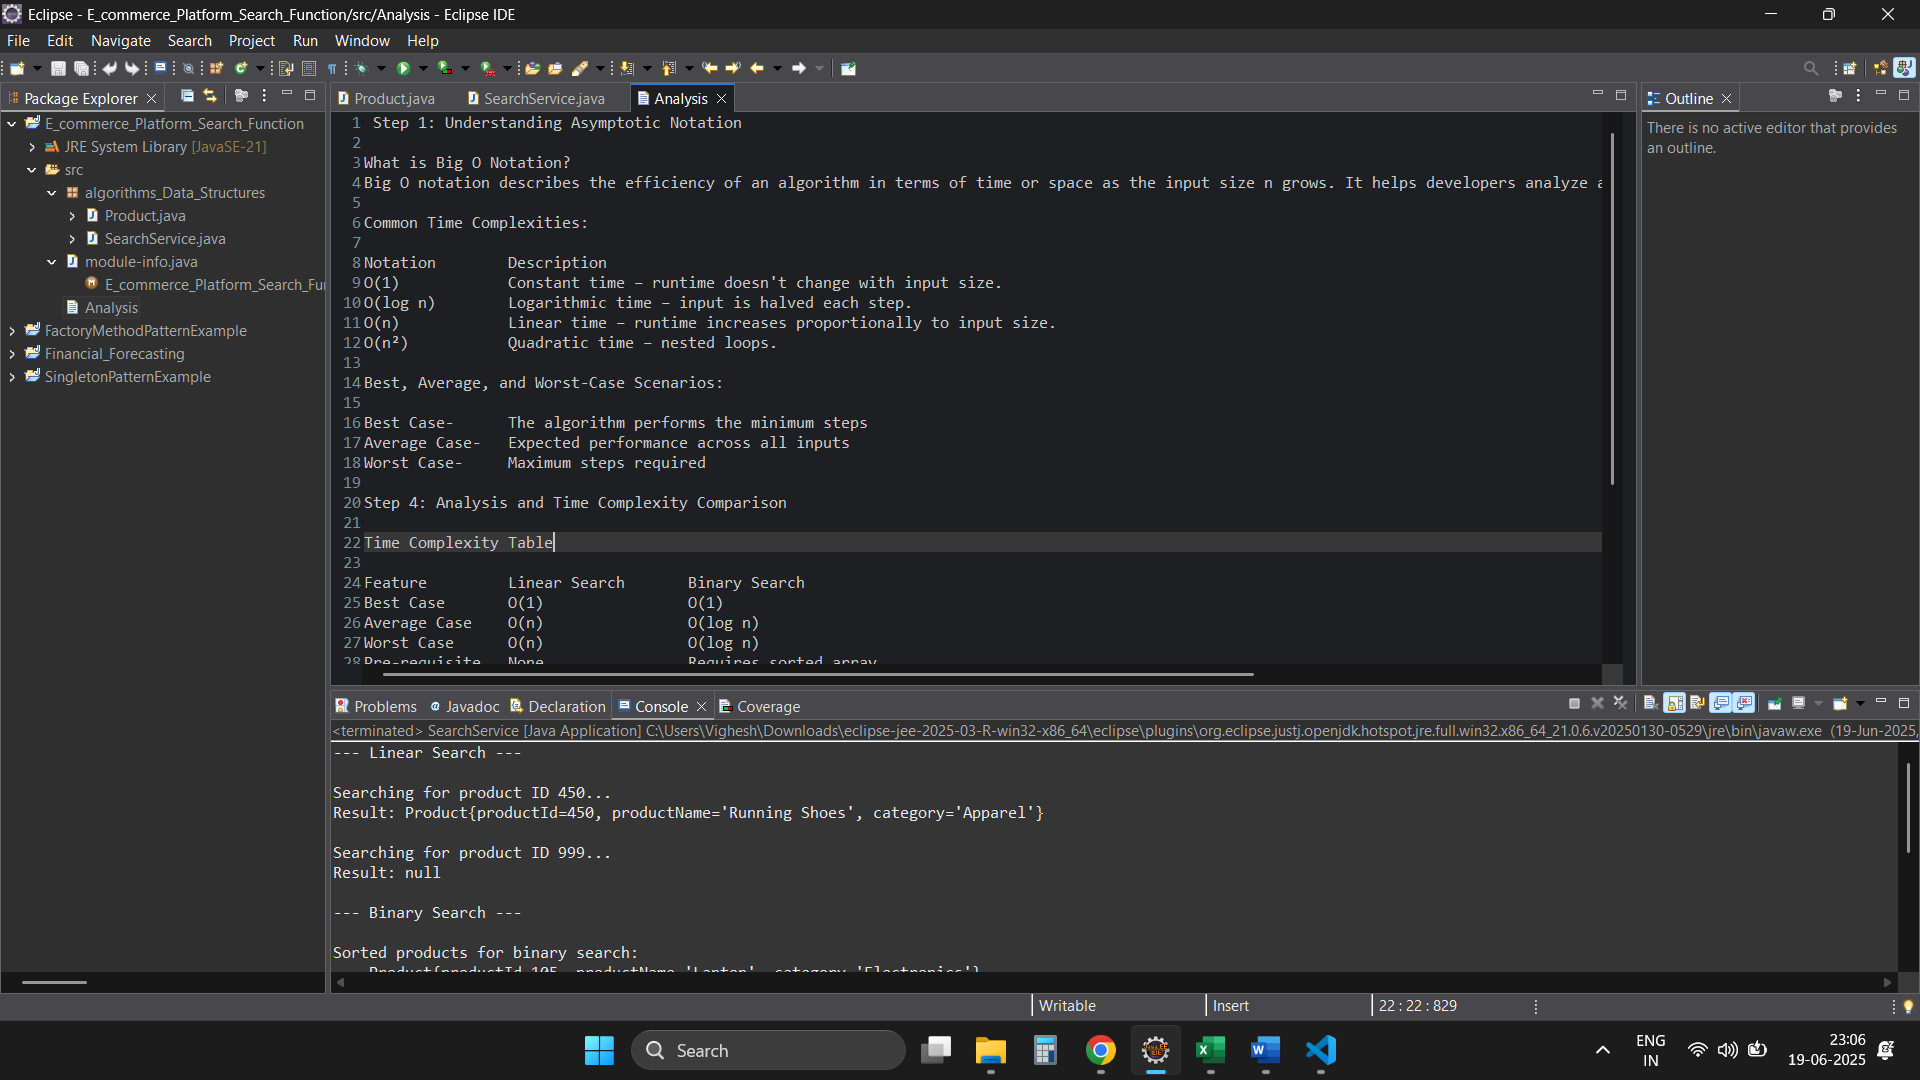 Eclipse - E_commerce_Platform_Search_Function/src/Analysis - Eclipse IDE
File Edit Navigate Search Project Run Window Help
Package Explorer
E_commerce_Platform_Search_Function
JRE System Library [JavaSE-21]
src
algorithms_Data_Structures
Product.java
SearchService.java
module-info.java
E_commerce_Platform_Search_Fu
Analysis
FactoryMethodPatternExample
Financial_Forecasting
SingletonPatternExample
Product.java SearchService.java Analysis
1 Step 1: Understanding Asymptotic Notation
2
3 What is Big O Notation?
4 Big O notation describes the efficiency of an algorithm in terms of time or space as the input size n grows. It helps developers analyze a
5
6 Common Time Complexities:
7
8 Notation Description
9 O(1) Constant time – runtime doesn't change with input size.
10 O(log n) Logarithmic time – input is halved each step.
11 O(n) Linear time – runtime increases proportionally to input size.
12 O(n²) Quadratic time – nested loops.
13
14 Best, Average, and Worst-Case Scenarios:
15
16 Best Case- The algorithm performs the minimum steps
17 Average Case- Expected performance across all inputs
18 Worst Case- Maximum steps required
19
20 Step 4: Analysis and Time Complexity Comparison
21
22 Time Complexity Table
23
24 Feature Linear Search Binary Search
25 Best Case O(1) O(1)
26 Average Case O(n) O(log n)
27 Worst Case O(n) O(log n)
28 Pre-requisite None Requires sorted array
Outline
There is no active editor that provides
an outline.
Problems Javadoc Declaration Console Coverage
<terminated> SearchService [Java Application] C:\Users\Vighesh\Downloads\eclipse-jee-2025-03-R-win32-x86_64\eclipse\plugins\org.eclipse.justj.openjdk.hotspot.jre.full.win32.x86_64_21.0.6.v20250130-0529\jre\bin\javaw.exe (19-Jun-2025,
--- Linear Search ---
Searching for product ID 450...
Result: Product{productId=450, productName='Running Shoes', category='Apparel'}
Searching for product ID 999...
Result: null
--- Binary Search ---
Sorted products for binary search:
Product{productId=105, productName='Laptop', category='Electronics'}
Writable Insert 22 : 22 : 829
Search
ENG
IN
23:06
19-06-2025